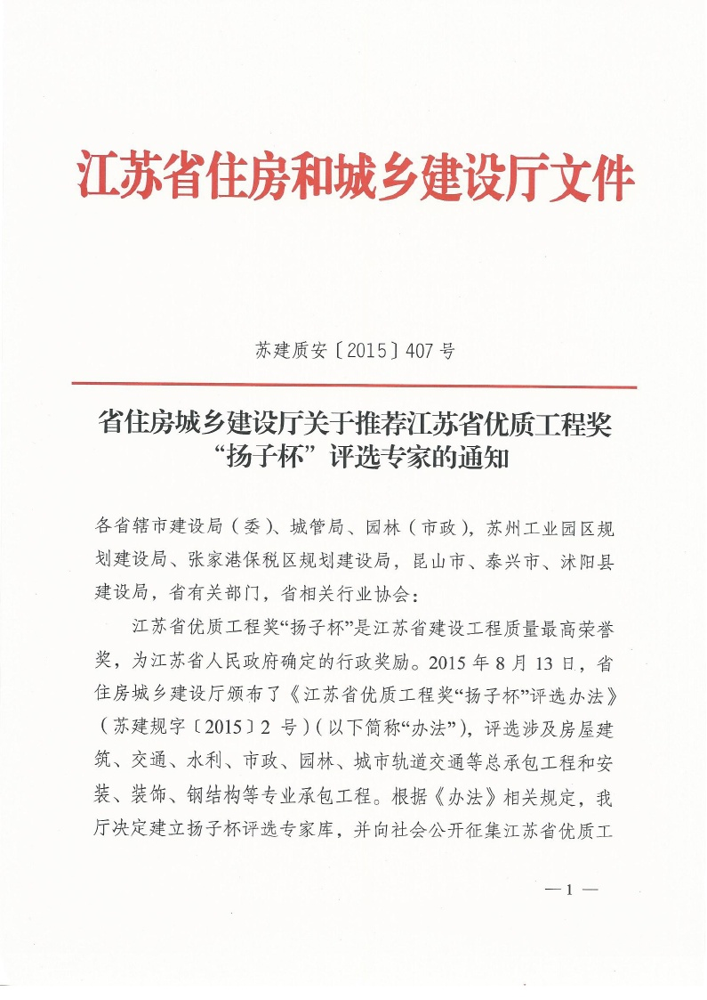 江苏省住房和城乡建设厅文件
苏建质安〔2015〕407 号
省住房城乡建设厅关于推荐江苏省优质工程奖
“扬子杯”评选专家的通知
各省辖市建设局（委）、城管局、园林（市政），苏州工业园区规
划建设局、张家港保税区规划建设局，昆山市、泰兴市、沭阳县
建设局，省有关部门，省相关行业协会：
江苏省优质工程奖“扬子杯”是江苏省建设工程质量最高荣誉
奖，为江苏省人民政府确定的行政奖励。2015 年 8 月 13 日，省
住房城乡建设厅颁布了《江苏省优质工程奖“扬子杯”评选办法》
（苏建规字〔2015〕2 号）（以下简称“办法”），评选涉及房屋建
筑、交通、水利、市政、园林、城市轨道交通等总承包工程和安
装、装饰、钢结构等专业承包工程。根据《办法》相关规定，我
厅决定建立扬子杯评选专家库，并向社会公开征集江苏省优质工
— 1 —